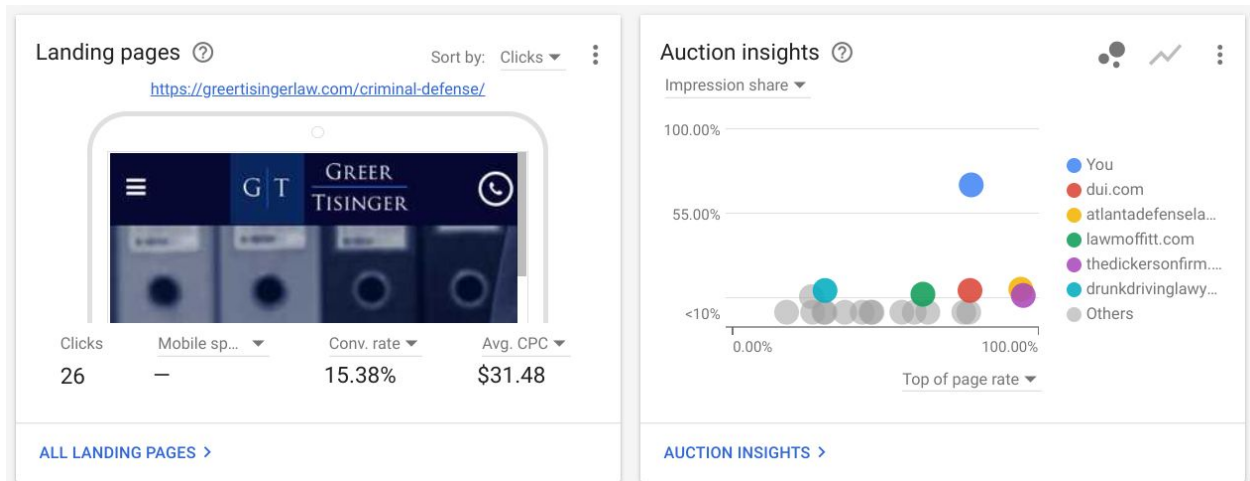 Landing pages
Sort by: Clicks
https://greertisingerlaw.com/criminal-defense/
G T
GREER
TISINGER
Clicks
Mobile sp...
Conv. rate
Avg. CPC
26
—
15.38%
$31.48
ALL LANDING PAGES
Auction insights
Impression share
100.00%
55.00%
<10%
0.00%
100.00%
Top of page rate
You
dui.com
atlantadefensela...
lawmoffitt.com
thedickersonfirm....
drunkdrivinglawy...
Others
AUCTION INSIGHTS